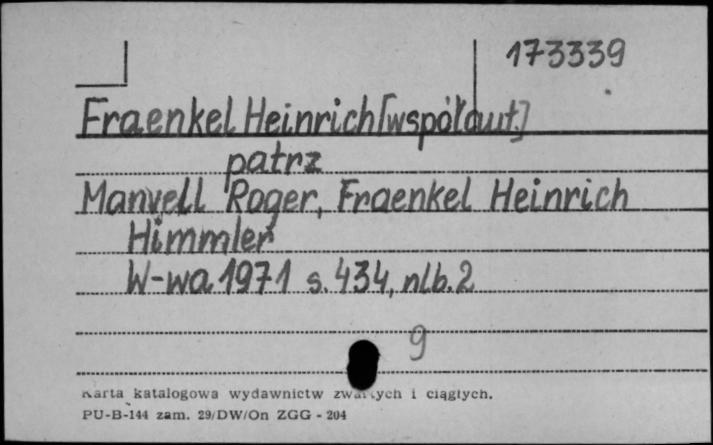 173339
Fraenkel Heinrich [współaut.]
patrz
Manvell Roger, Fraenkel Heinrich
Himmler
W-wa 1971 s. 434, nlb. 2
9
Karta katalogowa wydawnictw zwartych i ciągłych.
PU-B-144 zam. 29/DW/On ZGG - 204